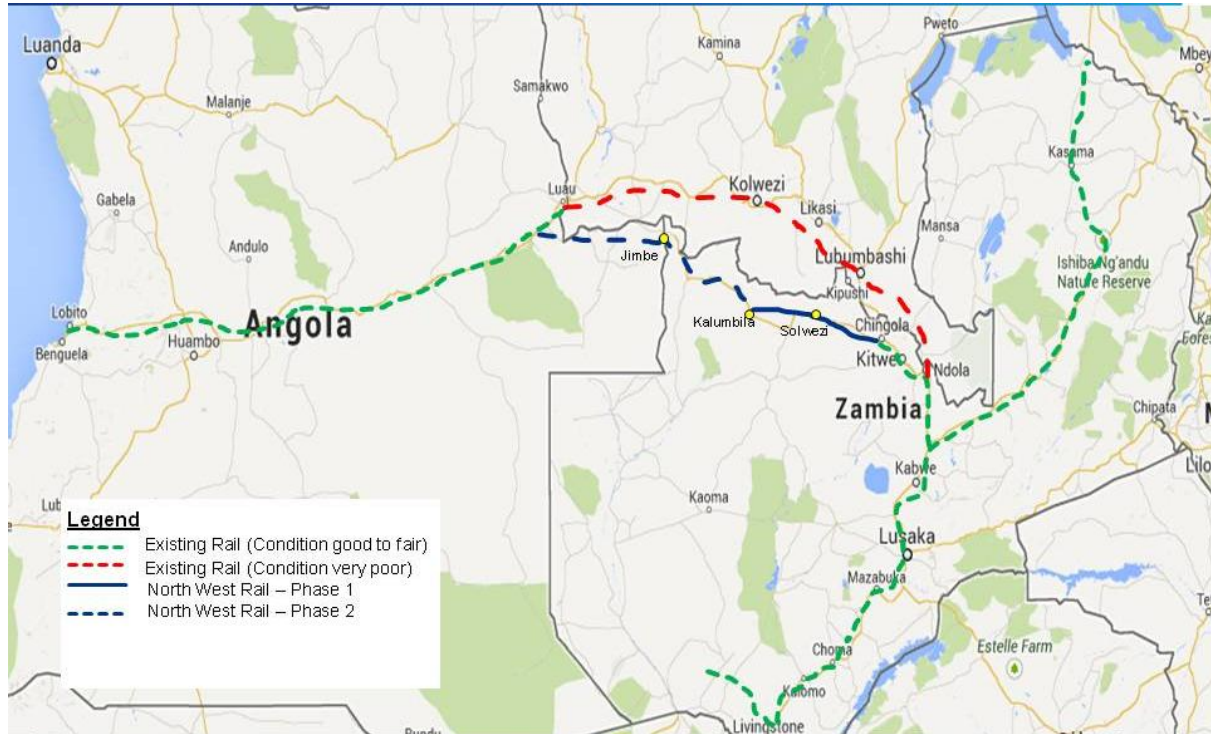 Luanda
Malanje
Samakwo
Kamina
Pweto
Mbey
Gabela
Andulo
Luau
Kolwezi
Likasi
Lubumbashi
Kipushi
Mansa
Kasama
Ishiba Ng'andu
Nature Reserve
Lobito
Benguela
Huambo
Angola
Jimbe
Kalumbila
Solwezi
Chingola
Kitwe
Ndola
Zambia
Chipata
Kabwe
Kaoma
Lusaka
Mazabuka
Choma
Kalomo
Livingstone
Estelle Farm
Legend
Existing Rail (Condition good to fair)
Existing Rail (Condition very poor)
North West Rail – Phase 1
North West Rail – Phase 2